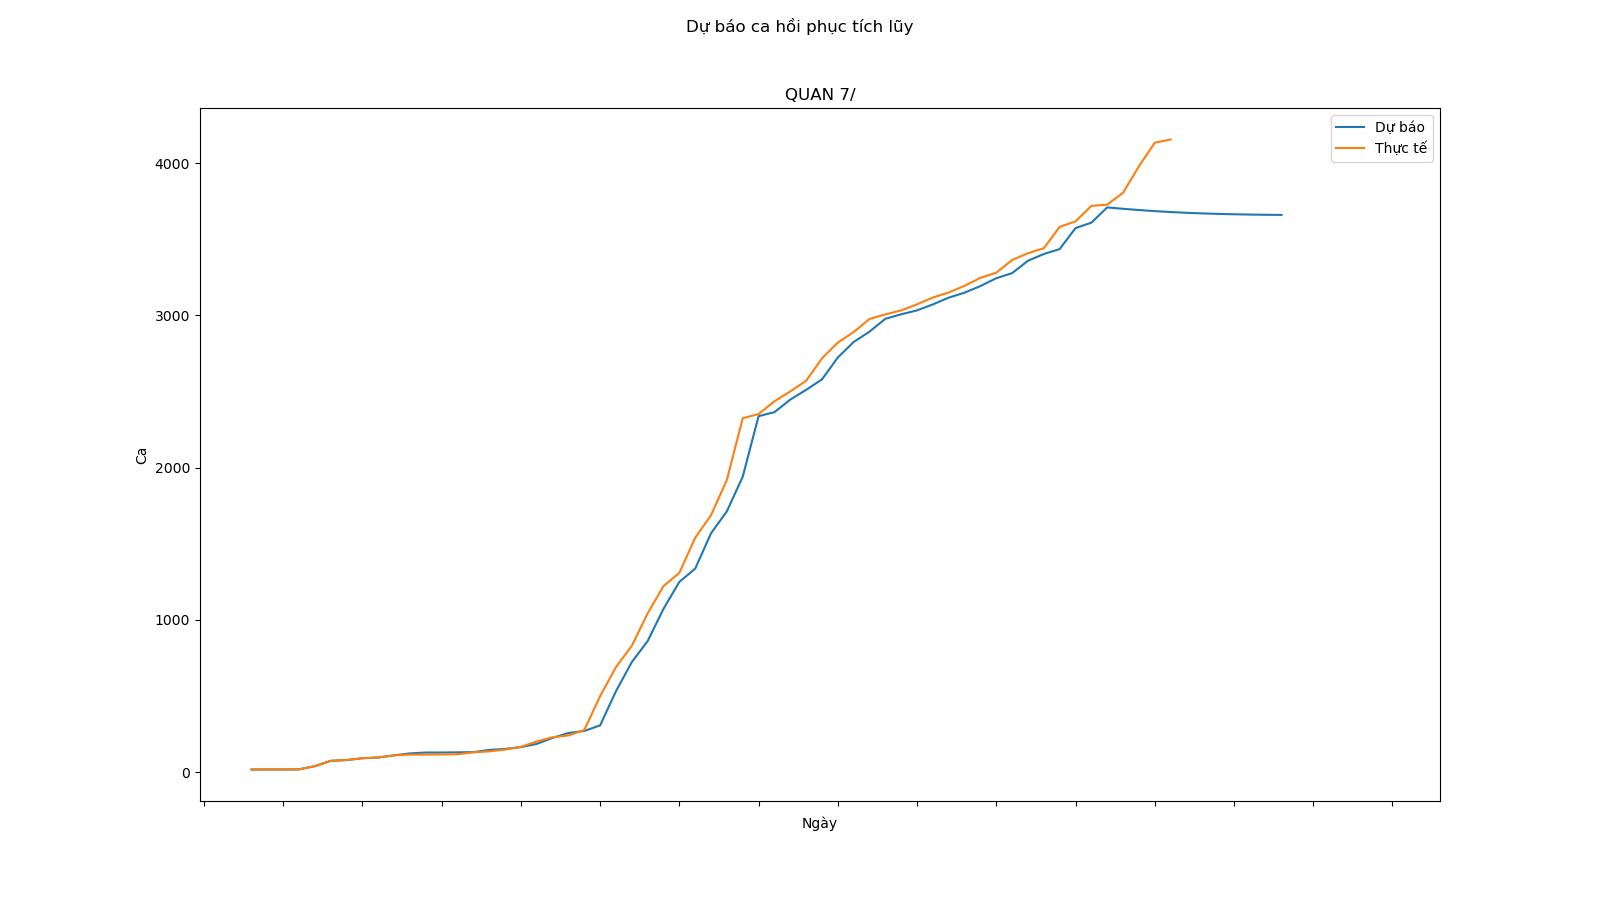 Dự báo ca hồi phục tích lũy
QUAN 7/
Dự báo
Thực tế
4000
3000
2000
1000
0
Ca
Ngày